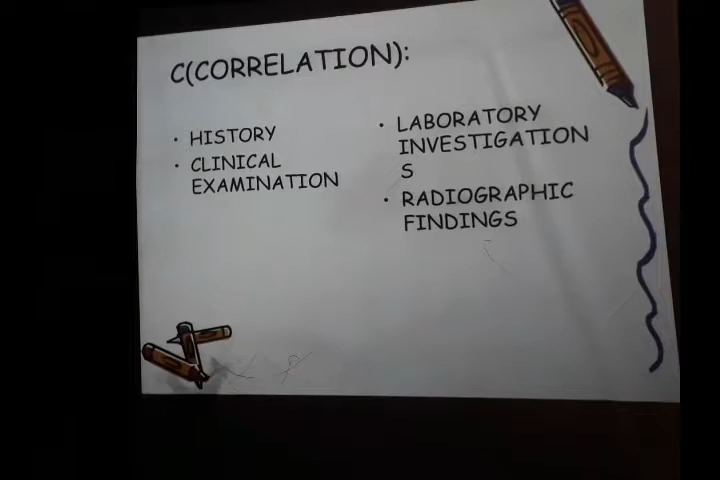 C(CORRELATION):
• HISTORY
• CLINICAL
EXAMINATION
• LABORATORY
INVESTIGATION
S
• RADIOGRAPHIC
FINDINGS